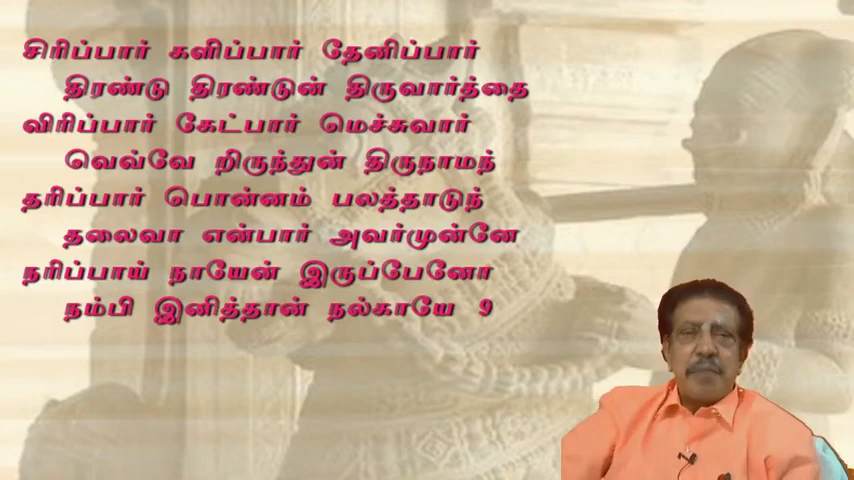 சிரிப்பார் களிப்பார் தேனிப்பார்
திரண்டு திரண்டுன் திருவார்த்தை
விரிப்பார் கேட்பார் மெச்சுவார்
வெவ்வே றிருந்துன் திருநாமந்
தரிப்பார் பொன்னம் பலத்தாடுந்
தலைவா என்பார் அவர்முன்னே
நரிப்பாய் நாயேன் இருப்பேனோ
நம்பி இனித்தான் நல்காயே 9